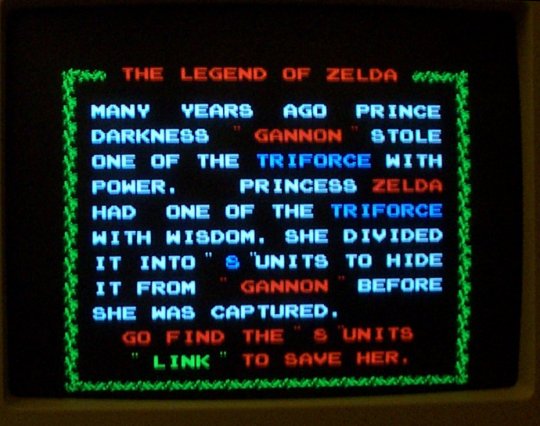 THE LEGEND OF ZELDA
MANY YEARS AGO PRINCE
DARKNESS "GANNON" STOLE
ONE OF THE TRIFORCE WITH
POWER. PRINCESS ZELDA
HAD ONE OF THE TRIFORCE
WITH WISDOM. SHE DIVIDED
IT INTO "8"UNITS TO HIDE
IT FROM "GANNON" BEFORE
SHE WAS CAPTURED.
GO FIND THE "8"UNITS
"LINK" TO SAVE HER.